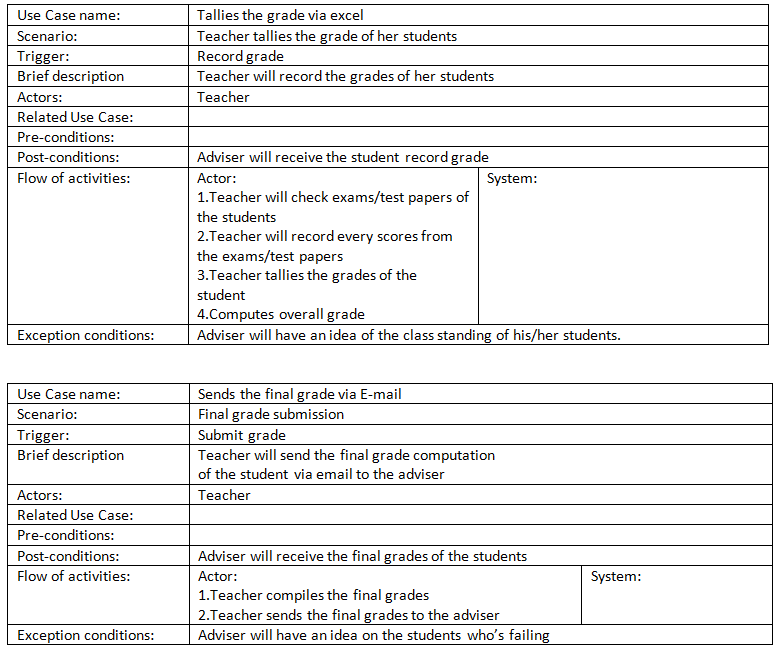 Use Case name: Tallies the grade via excel
Scenario: Teacher tallies the grade of her students
Trigger: Record grade
Brief description Teacher will record the grades of her students
Actors: Teacher
Related Use Case:
Pre-conditions:
Post-conditions: Adviser will receive the student record grade
Flow of activities: Actor: System:
1.Teacher will check exams/test papers of
the students
2.Teacher will record every scores from
the exams/test papers
3.Teacher tallies the grades of the
student
4.Computes overall grade
Exception conditions: Adviser will have an idea of the class standing of his/her students.
Use Case name: Sends the final grade via E-mail
Scenario: Final grade submission
Trigger: Submit grade
Brief description Teacher will send the final grade computation
of the student via email to the adviser
Actors: Teacher
Related Use Case:
Pre-conditions:
Post-conditions: Adviser will receive the final grades of the students
Flow of activities: Actor: System:
1.Teacher compiles the final grades
2.Teacher sends the final grades to the adviser
Exception conditions: Adviser will have an idea on the students who's failing